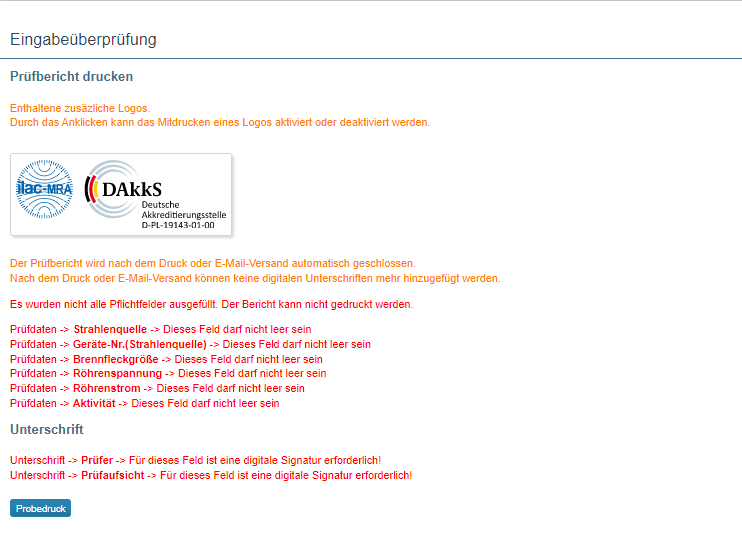 Eingabeüberprüfung
Prüfbericht drucken
Enthaltene zusäzliche Logos.
Durch das Anklicken kann das Mitdrucken eines Logos aktiviert oder deaktiviert werden.
ilac-MRA
DAkkS
Deutsche
Akkreditierungsstelle
D-PL-19143-01-00
Der Prüfbericht wird nach dem Druck oder E-Mail-Versand automatisch geschlossen.
Nach dem Druck oder E-Mail-Versand können keine digitalen Unterschriften mehr hinzugefügt werden.
Es wurden nicht alle Pflichtfelder ausgefüllt. Der Bericht kann nicht gedruckt werden.
Prüfdaten -> Strahlenquelle -> Dieses Feld darf nicht leer sein
Prüfdaten -> Geräte-Nr.(Strahlenquelle) -> Dieses Feld darf nicht leer sein
Prüfdaten -> Brennfleckgröße -> Dieses Feld darf nicht leer sein
Prüfdaten -> Röhrenspannung -> Dieses Feld darf nicht leer sein
Prüfdaten -> Röhrenstrom -> Dieses Feld darf nicht leer sein
Prüfdaten -> Aktivität -> Dieses Feld darf nicht leer sein
Unterschrift
Unterschrift -> Prüfer -> Für dieses Feld ist eine digitale Signatur erforderlich!
Unterschrift -> Prüfaufsicht -> Für dieses Feld ist eine digitale Signatur erforderlich!
Probedruck